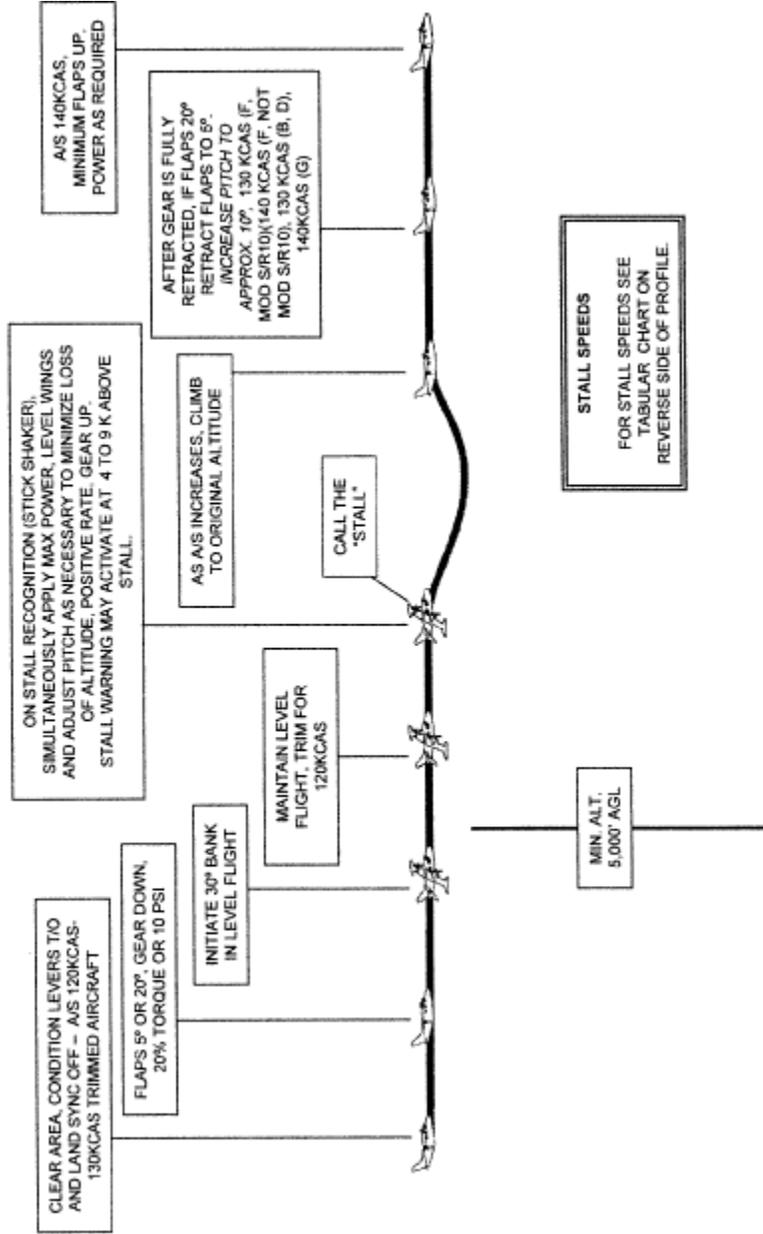 CLEAR AREA, CONDITION LEVERS T/O
AND LAND SYNC OFF – A/S 120KCAS-
130KCAS TRIMMED AIRCRAFT
FLAPS 5º OR 20º, GEAR DOWN,
20% TORQUE OR 10 PSI
INITIATE 30º BANK
IN LEVEL FLIGHT
MAINTAIN LEVEL
FLIGHT, TRIM FOR
120KCAS
ON STALL RECOGNITION (STICK SHAKER),
SIMULTANEOUSLY APPLY MAX POWER, LEVEL WINGS
AND ADJUST PITCH AS NECESSARY TO MINIMIZE LOSS
OF ALTITUDE, POSITIVE RATE. GEAR UP.
STALL WARNING MAY ACTIVATE AT 4 TO 9 K ABOVE
STALL.
CALL THE
"STALL"
AS A/S INCREASES, CLIMB
TO ORIGINAL ALTITUDE
AFTER GEAR IS FULLY
RETRACTED, IF FLAPS 20º
RETRACT FLAPS TO 5º.
INCREASE PITCH TO
APPROX. 10º, 130 KCAS (F,
MOD S/R10)(140 KCAS (F, NOT
MOD S/R10), 130 KCAS (B, D),
140KCAS (G)
A/S 140KCAS,
MINIMUM FLAPS UP.
POWER AS REQUIRED
MIN. ALT.
5,000' AGL
STALL SPEEDS
FOR STALL SPEEDS SEE
TABULAR CHART ON
REVERSE SIDE OF PROFILE.